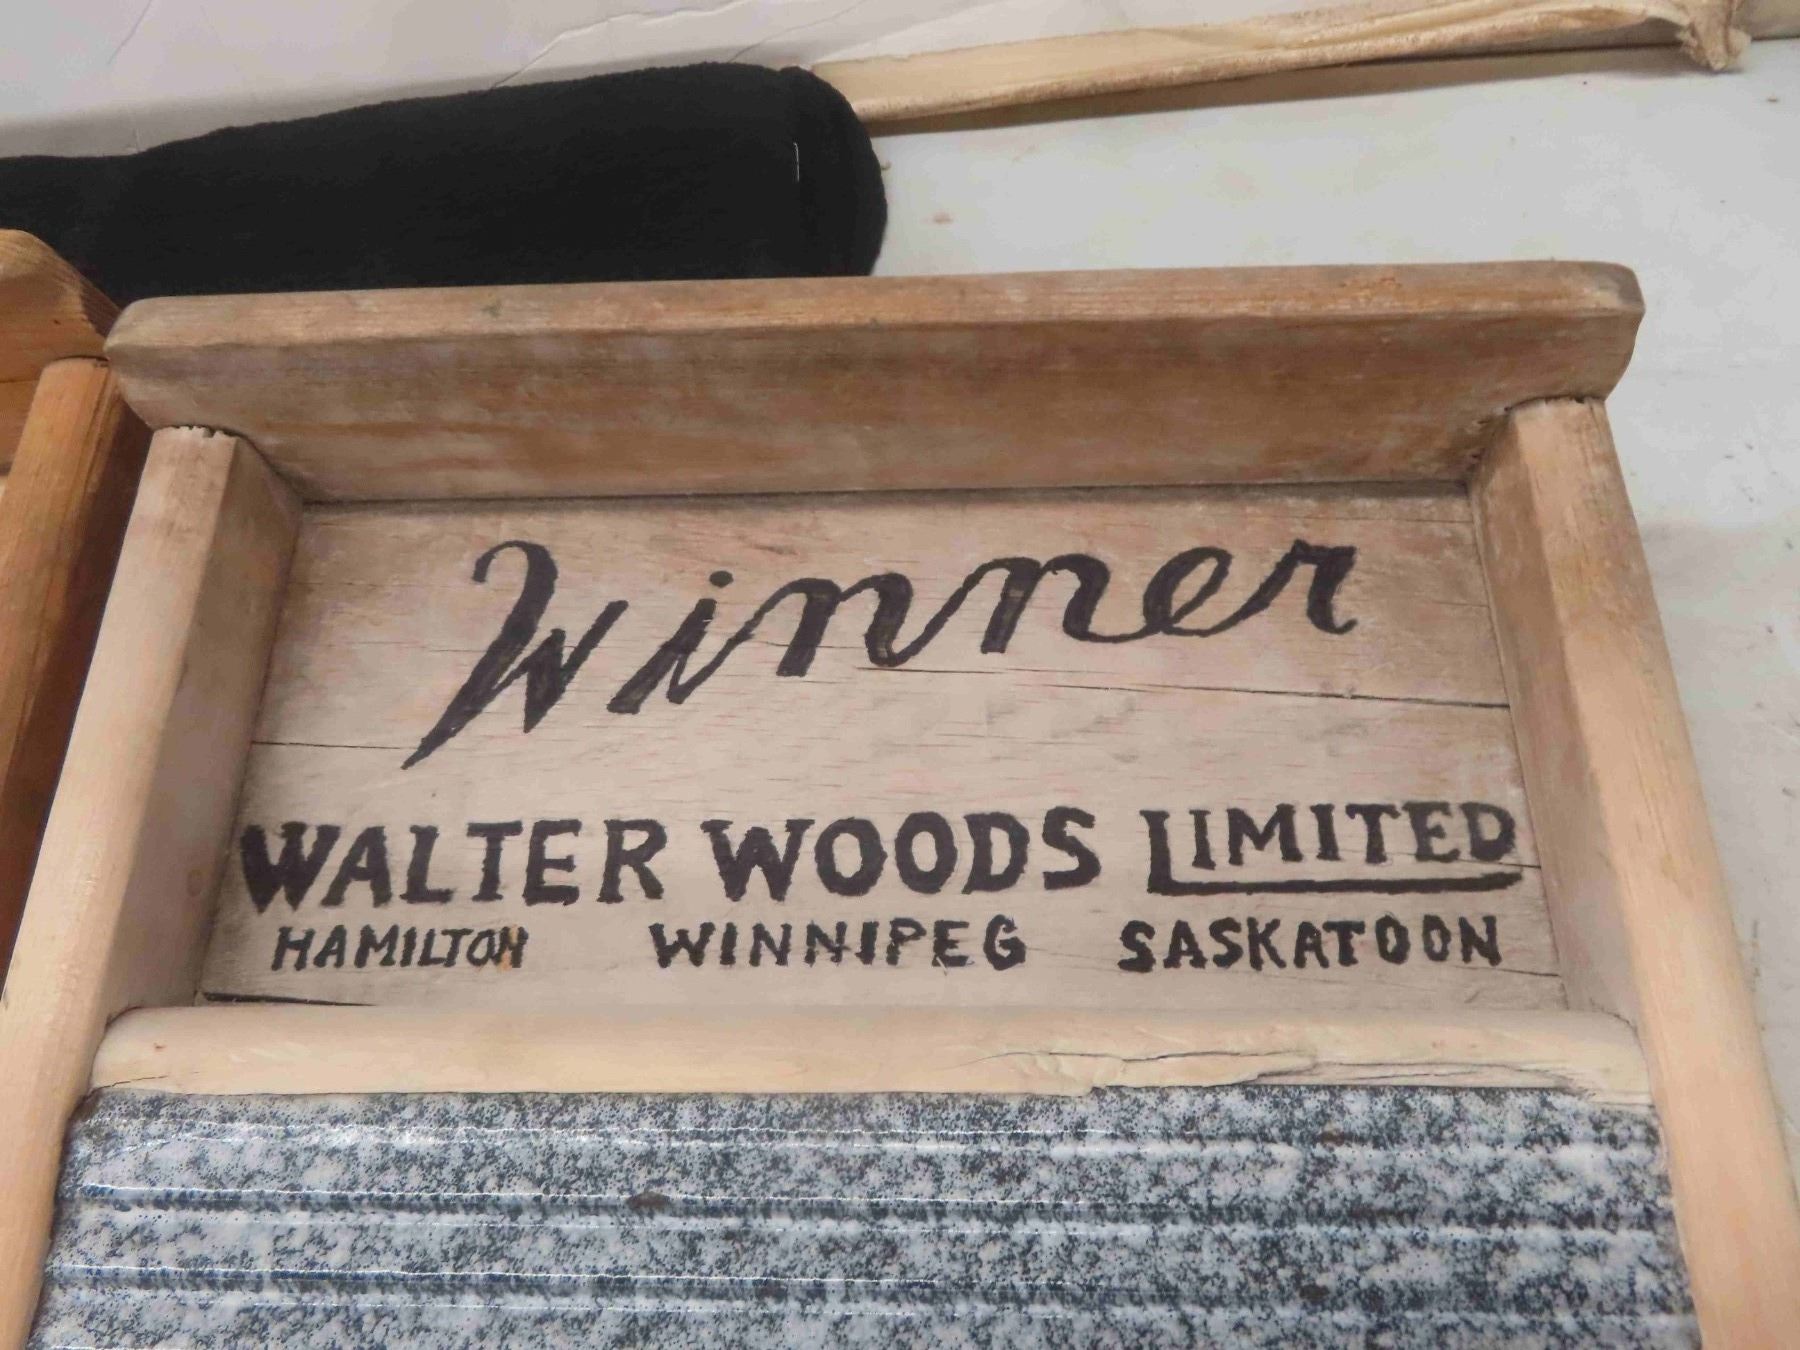 Winner
WALTER WOODS LIMITED
HAMILTON WINNIPEG SASKATOON